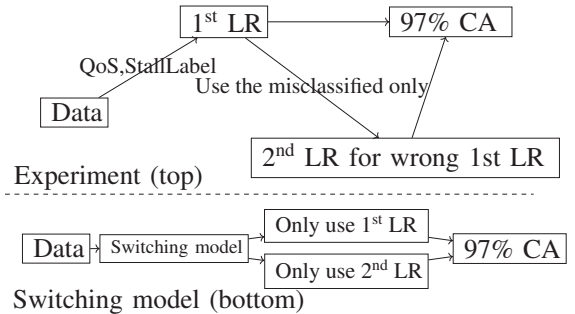 1st LR
97% CA
QoS,StallLabel
Use the misclassified only
Data
2nd LR for wrong 1st LR
Experiment (top)
Only use 1st LR
Data
Switching model
97% CA
Only use 2nd LR
Switching model (bottom)